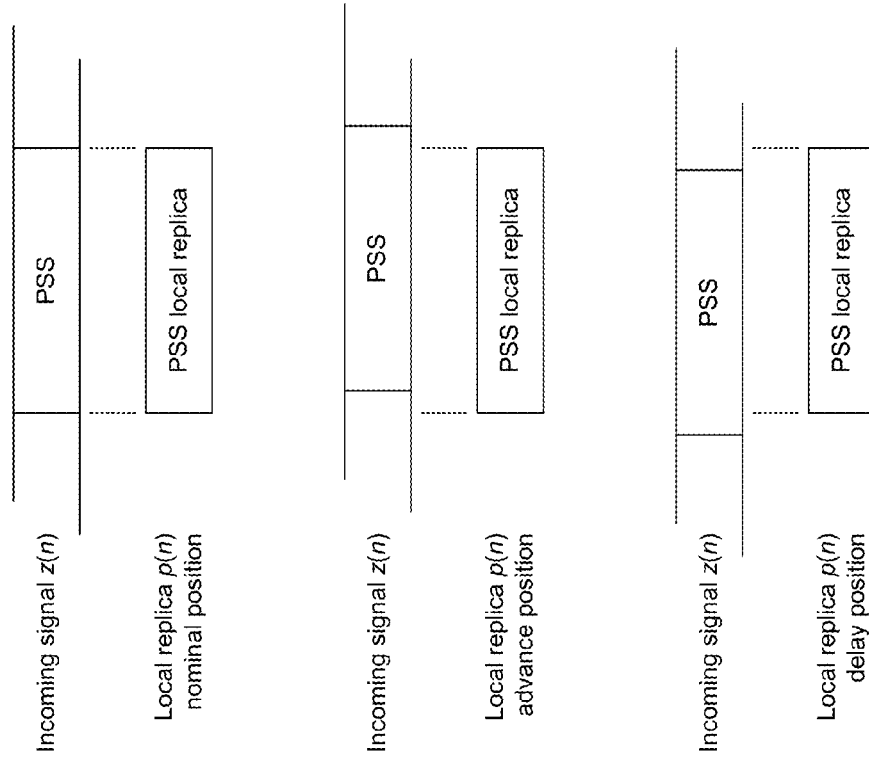 Incoming signal z(n)
PSS
Local replica p(n)
nominal position
PSS local replica
Incoming signal z(n)
PSS
Local replica p(n)
advance position
PSS local replica
Incoming signal z(n)
PSS
Local replica p(n)
delay position
PSS local replica